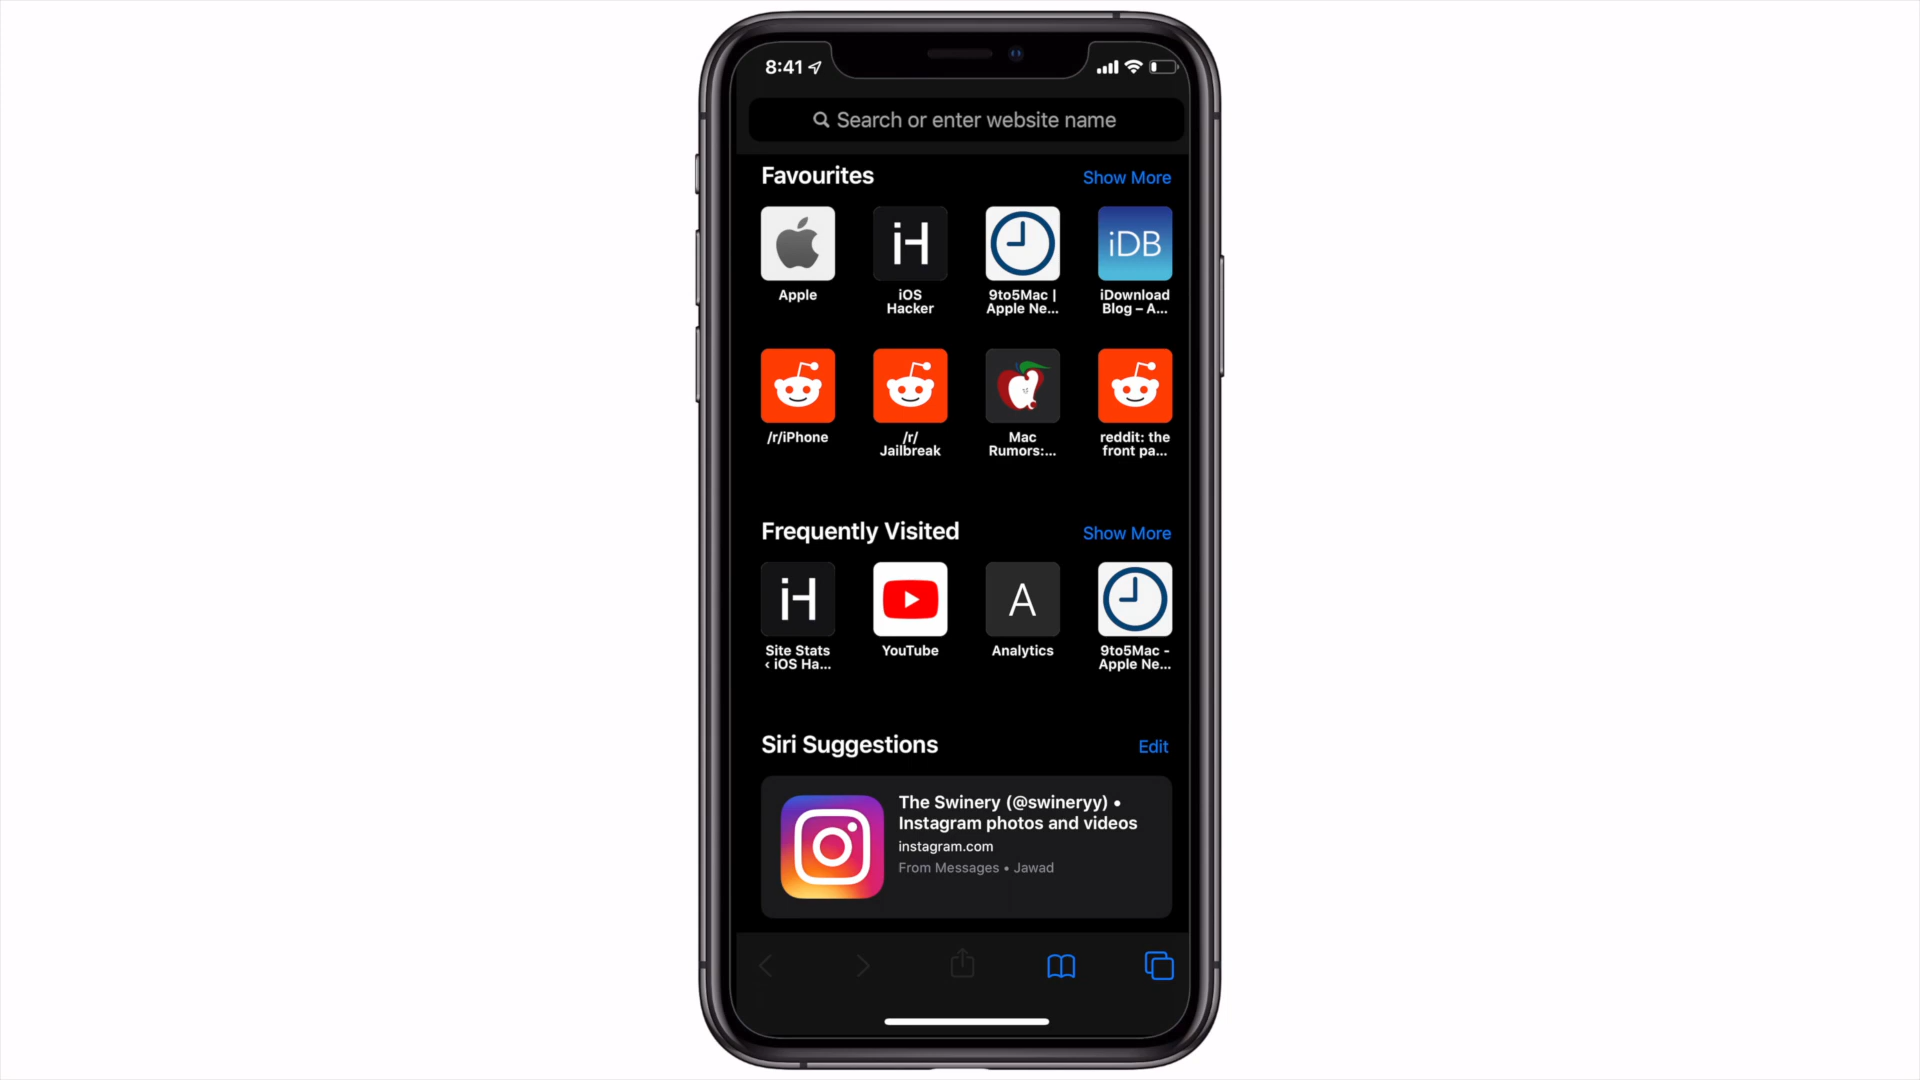 8:41
Search or enter website name
Favourites
Show More
iH
iDB
Apple
iOS
Hacker
9to5Mac |
Apple Ne...
iDownload
Blog – A...
/r/iPhone
/r/
Jailbreak
Mac
Rumors:...
reddit: the
front pa...
Frequently Visited
Show More
iH
A
Site Stats
‹ iOS Ha...
YouTube
Analytics
9to5Mac -
Apple Ne...
Siri Suggestions
Edit
The Swinery (@swineryy) •
Instagram photos and videos
instagram.com
From Messages • Jawad